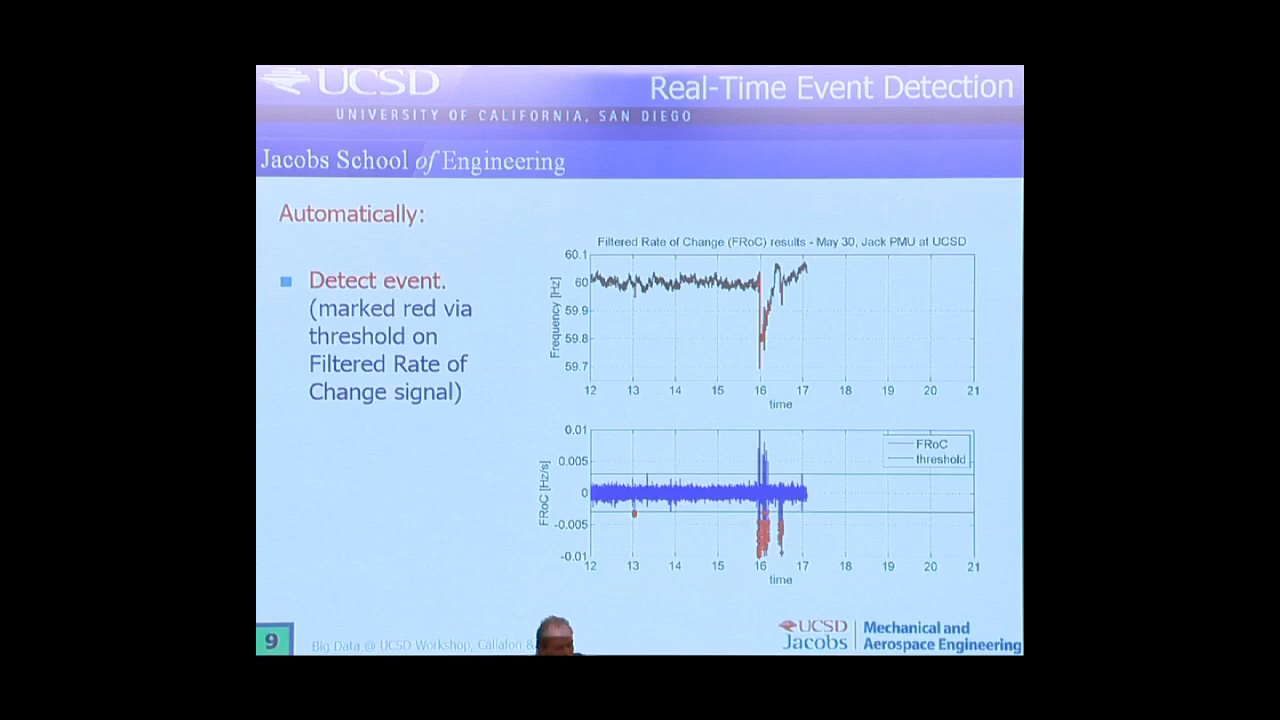 UCSD
Real-Time Event Detection
UNIVERSITY OF CALIFORNIA, SAN DIEGO
Jacobs School of Engineering
Automatically:
Detect event.
(marked red via
threshold on
Filtered Rate of
Change signal)
Filtered Rate of Change (FRoC) results - May 30, Jack PMU at UCSD
60.1
60
59.9
59.8
59.7
Frequency [Hz]
12 13 14 15 16 17 18 19 20 21
time
0.01
0.005
0
-0.005
-0.01
FRoC [Hz/s]
FRoC
threshold
12 13 14 15 16 17 18 19 20 21
time
9
Big Data @ UCSD Workshop, Callafon &
UCSD
Jacobs
Mechanical and
Aerospace Engineering